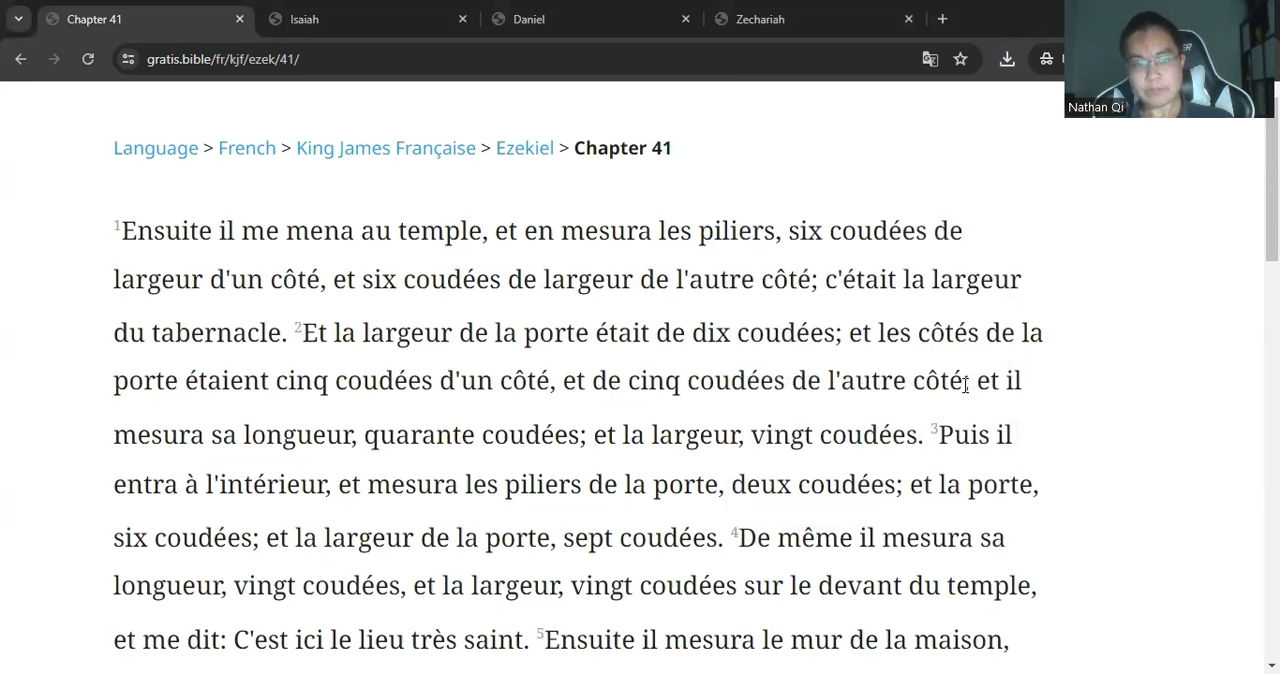 Chapter 41
Isaiah
Daniel
Zechariah
gratis.bible/fr/kjf/ezek/41/
Nathan Qi
Language > French > King James Française > Ezekiel > Chapter 41
1Ensuite il me mena au temple, et en mesura les piliers, six coudées de
largeur d'un côté, et six coudées de largeur de l'autre côté; c'était la largeur
du tabernacle. 2Et la largeur de la porte était de dix coudées; et les côtés de la
porte étaient cinq coudées d'un côté, et de cinq coudées de l'autre côté; et il
mesura sa longueur, quarante coudées; et la largeur, vingt coudées. 3Puis il
entra à l'intérieur, et mesura les piliers de la porte, deux coudées; et la porte,
six coudées; et la largeur de la porte, sept coudées. 4De même il mesura sa
longueur, vingt coudées, et la largeur, vingt coudées sur le devant du temple,
et me dit: C'est ici le lieu très saint. 5Ensuite il mesura le mur de la maison,